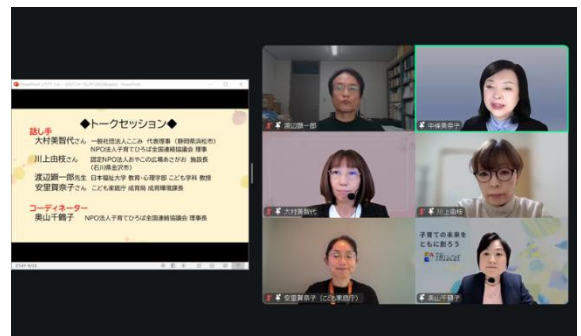 ◆トークセッション◆
話し手
大村美智代さん 一般社団法人ここみ 代表理事（静岡県浜松市）
NPO法人子育てひろば全国連絡協議会 理事
川上由枝さん 認定NPO法人おやこの広場あさがお 施設長
（石川県金沢市）
渡辺顕一郎先生 日本福祉大学 教育・心理学部 こども学科 教授
安里賀奈子さん こども家庭庁 成育局 成育環境課長
コーディネーター
奥山千鶴子 NPO法人子育てひろば全国連絡協議会 理事長
渡辺顕一郎
中條美奈子
大村美智代
川上由枝
安里賀奈子（こども家庭庁）
子育ての未来を
ともに創ろう
奥山千鶴子